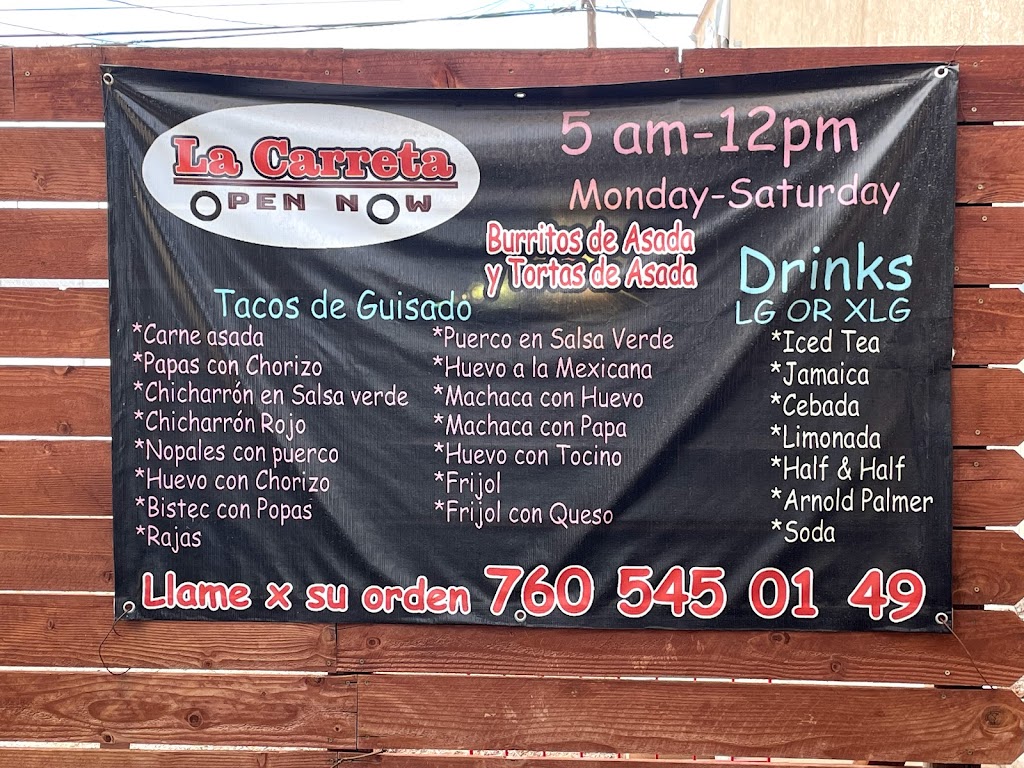 La Carreta
OPEN NOW
5 am-12pm
Monday-Saturday
Burritos de Asada
y Tortas de Asada
Tacos de Guisado
*Carne asada
*Papas con Chorizo
*Chicharrón en Salsa verde
*Chicharrón Rojo
*Nopales con puerco
*Huevo con Chorizo
*Bistec con Popas
*Rajas
*Puerco en Salsa Verde
*Huevo a la Mexicana
*Machaca con Huevo
*Machaca con Papa
*Huevo con Tocino
*Frijol
*Frijol con Queso
Drinks
LG OR XLG
*Iced Tea
*Jamaica
*Cebada
*Limonada
*Half & Half
*Arnold Palmer
*Soda
Llame x su orden 760 545 01 49